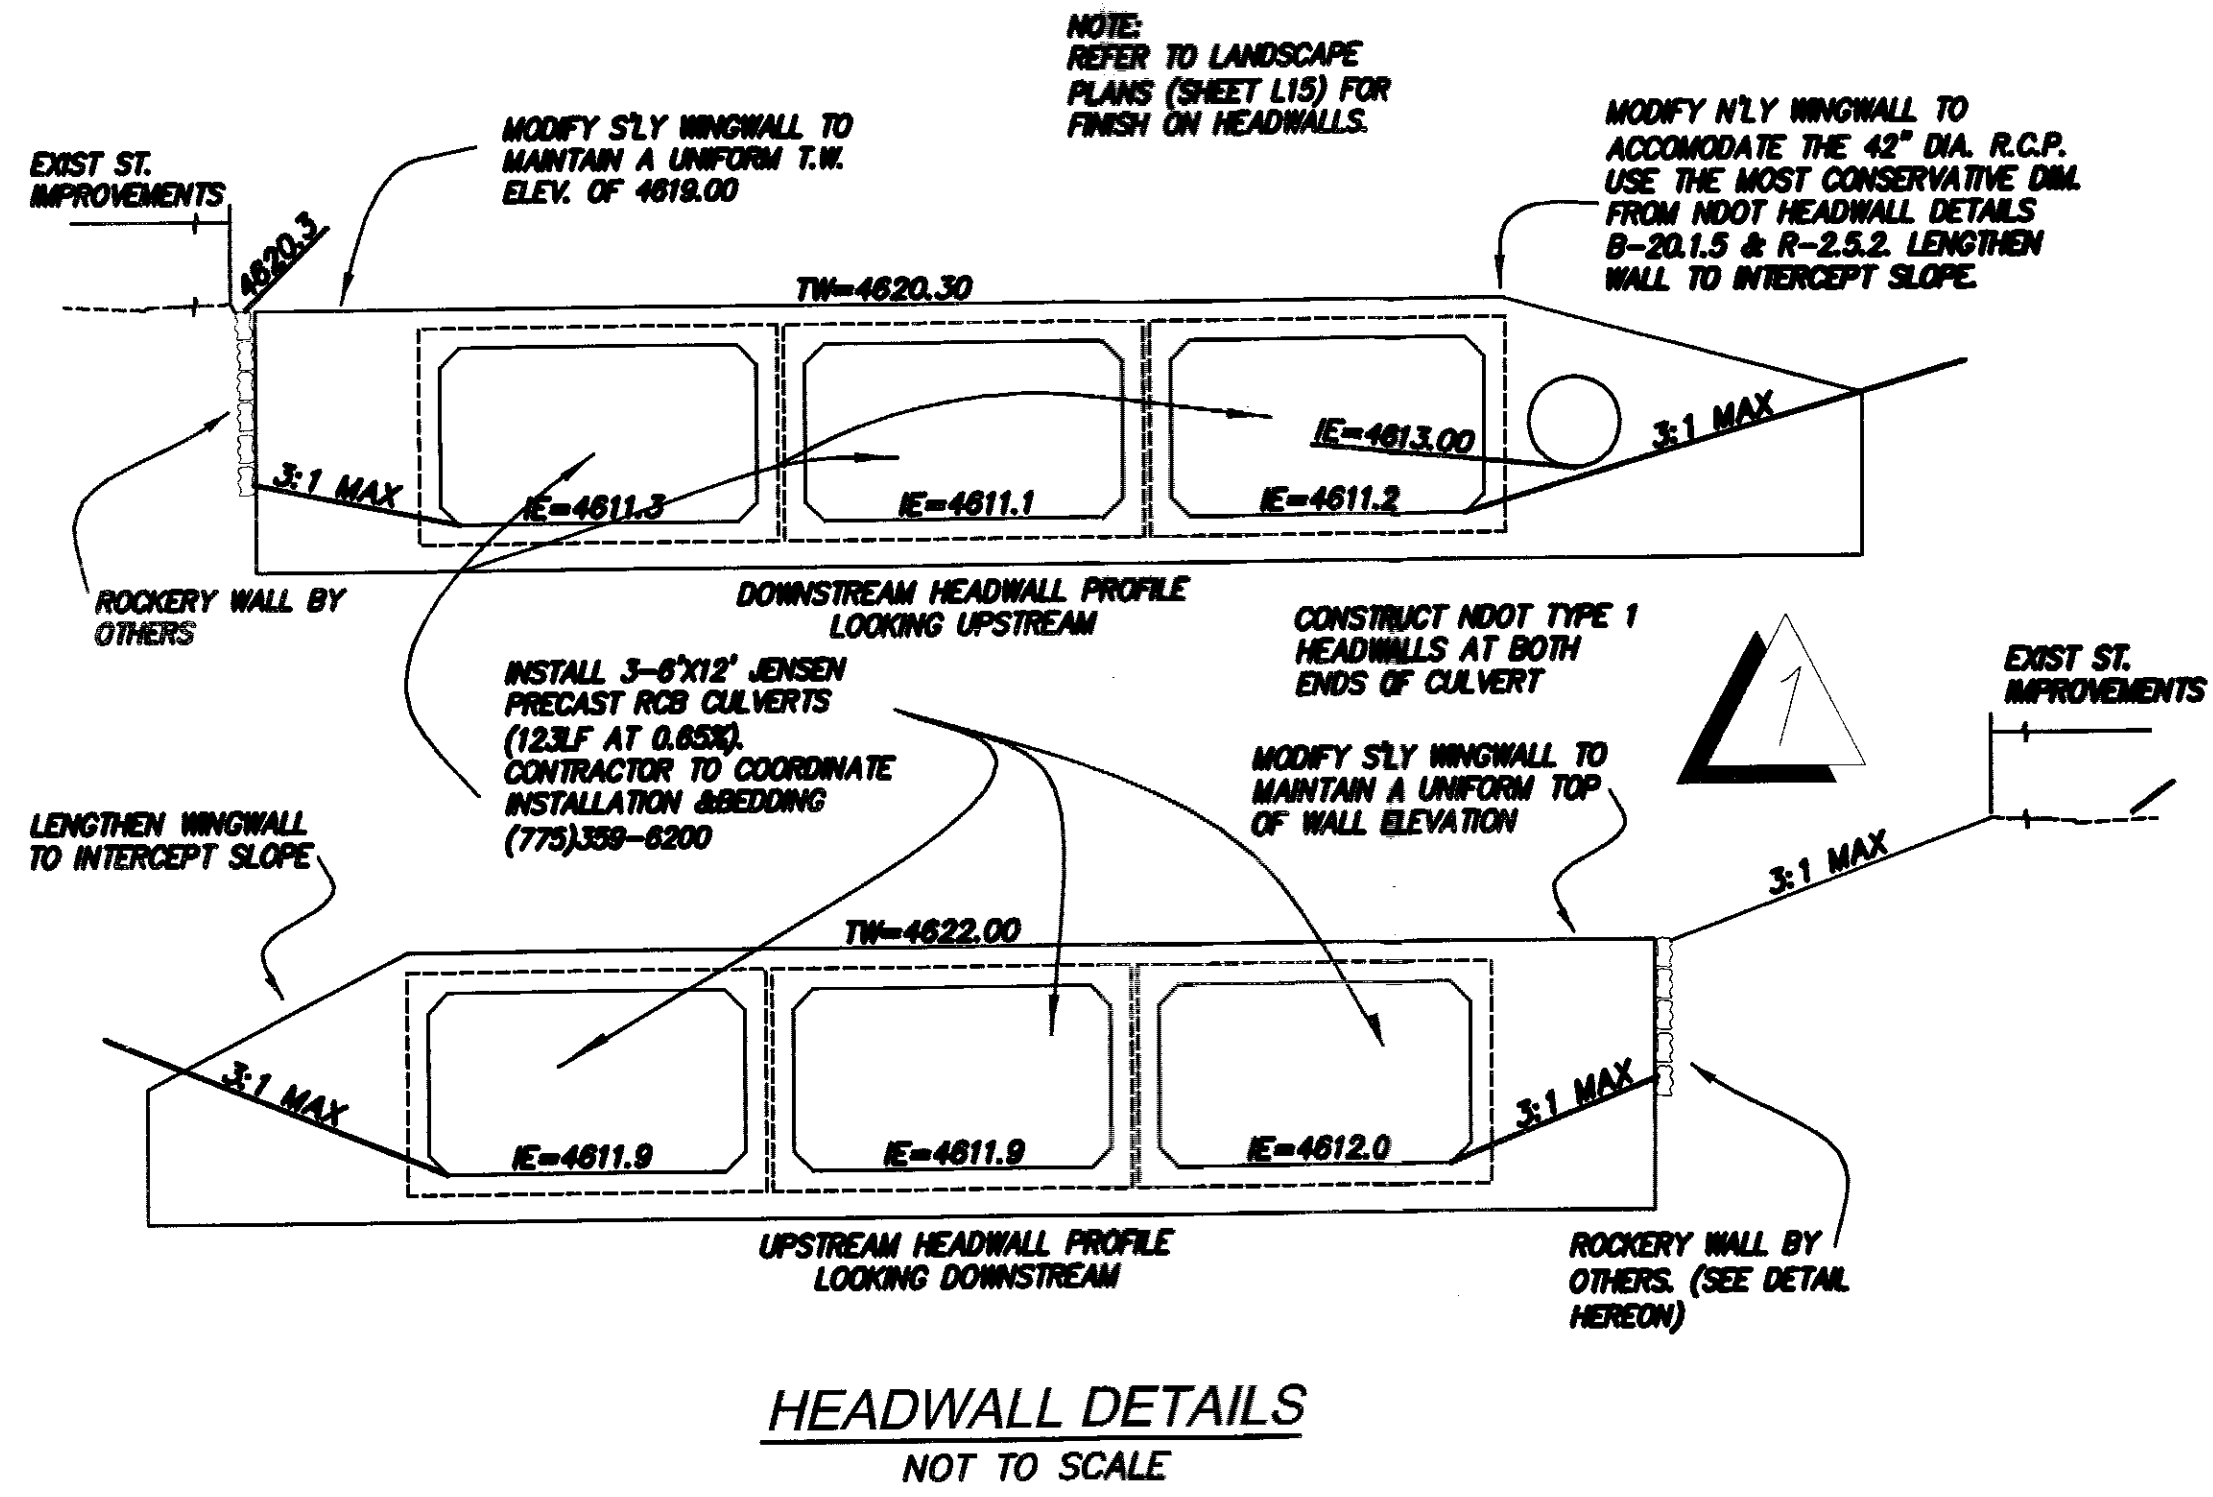 NOTE:
REFER TO LANDSCAPE
PLANS (SHEET L15) FOR
FINISH ON HEADWALLS.
EXIST ST.
IMPROVEMENTS
4620.3
MODIFY S'LY WINGWALL TO
MAINTAIN A UNIFORM T.W.
ELEV. OF 4619.00
MODIFY N'LY WINGWALL TO
ACCOMODATE THE 42" DIA. R.C.P.
USE THE MOST CONSERVATIVE DIM.
FROM NDOT HEADWALL DETAILS
B-20.1.5 & R-2.5.2. LENGTHEN
WALL TO INTERCEPT SLOPE.
TW=4620.30
3:1 MAX
IE=4611.3
IE=4611.1
IE=4611.2
IE=4613.00
3:1 MAX
ROCKERY WALL BY
OTHERS
DOWNSTREAM HEADWALL PROFILE
LOOKING UPSTREAM
INSTALL 3-6'X12' JENSEN
PRECAST RCB CULVERTS
(123LF AT 0.65%).
CONTRACTOR TO COORDINATE
INSTALLATION &BEDDING
(775)359-6200
CONSTRUCT NDOT TYPE 1
HEADWALLS AT BOTH
ENDS OF CULVERT
1
EXIST ST.
IMPROVEMENTS
MODIFY S'LY WINGWALL TO
MAINTAIN A UNIFORM TOP
OF WALL ELEVATION
LENGTHEN WINGWALL
TO INTERCEPT SLOPE
3:1 MAX
TW=4622.00
3:1 MAX
IE=4611.9
IE=4611.9
IE=4612.0
3:1 MAX
UPSTREAM HEADWALL PROFILE
LOOKING DOWNSTREAM
ROCKERY WALL BY
OTHERS. (SEE DETAIL
HEREON)
HEADWALL DETAILS
NOT TO SCALE